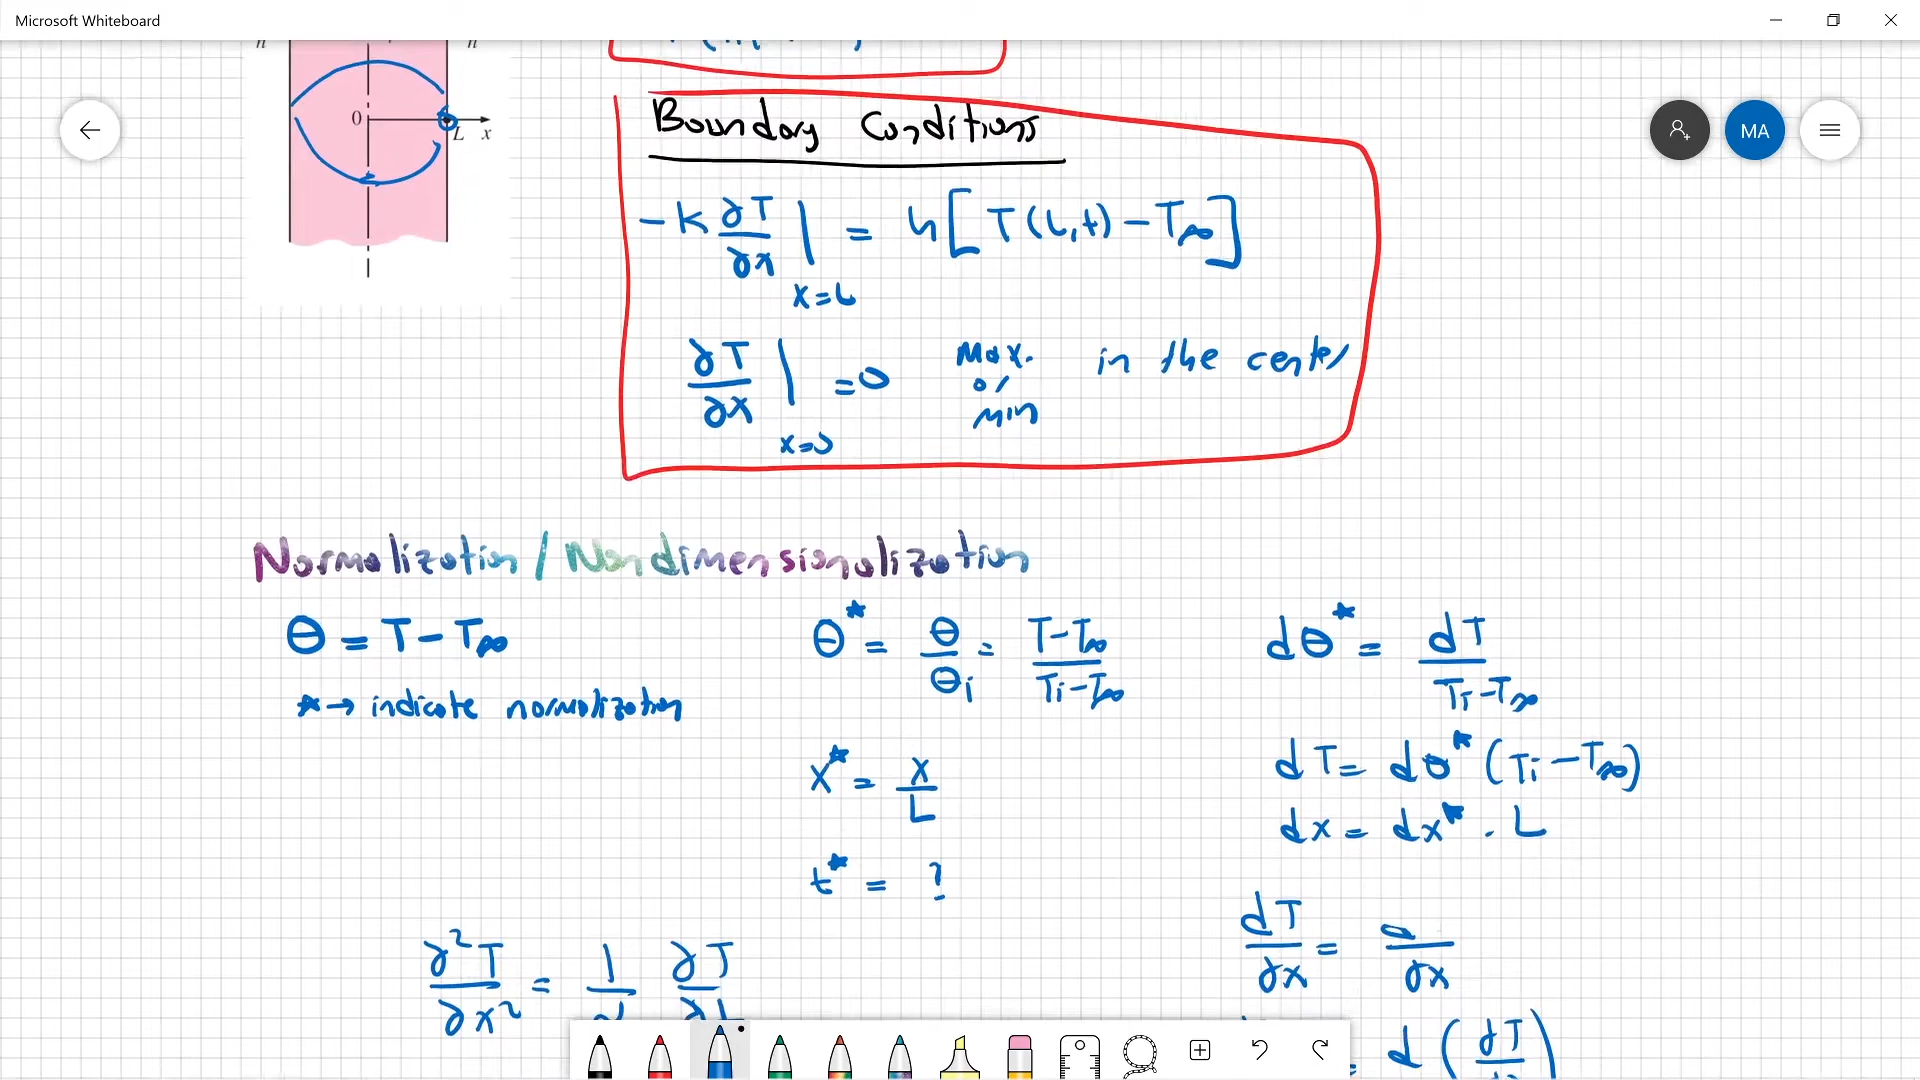 Microsoft Whiteboard
h h
0 L x
MA
Boundary Conditions
-k ∂T/∂x |x=L = h[T(L,t) - T∞]
∂T/∂x |x=0 = 0 Max. or Min in the center
Normalization / Nondimensionalization
θ = T - T∞
* → indicate normalization
θ* = θ/θi = (T - T∞)/(Ti - T∞)
x* = x/L
t* = ?
dθ* = dT/(Ti - T∞)
dT = dθ* (Ti - T∞)
dx = dx* . L
∂²T/∂x² = 1/α ∂T/∂t
dT/∂x = /∂x
= d(dT